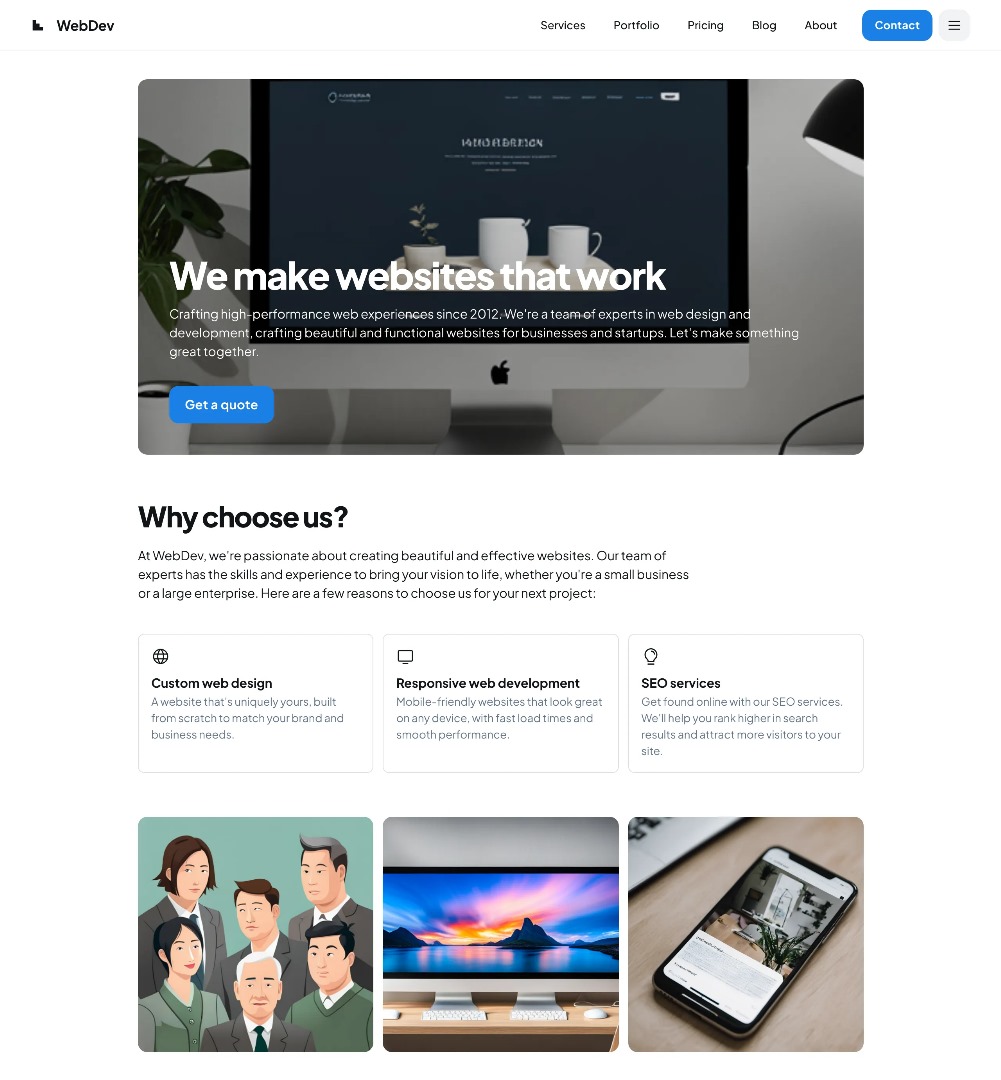 WebDev
Services
Portfolio
Pricing
Blog
About
Contact
We make websites that work
Crafting high-performance web experiences since 2012. We're a team of experts in web design and
development, crafting beautiful and functional websites for businesses and startups. Let's make something
great together.
Get a quote
Why choose us?
At WebDev, we're passionate about creating beautiful and effective websites. Our team of
experts has the skills and experience to bring your vision to life, whether you're a small business
or a large enterprise. Here are a few reasons to choose us for your next project:
Custom web design
A website that's uniquely yours, built
from scratch to match your brand and
business needs.
Responsive web development
Mobile-friendly websites that look great
on any device, with fast load times and
smooth performance.
SEO services
Get found online with our SEO services.
We'll help you rank higher in search
results and attract more visitors to your
site.